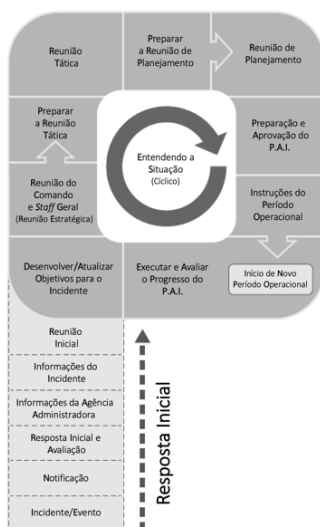 Reunião
Tática
Preparar
a Reunião de
Planejamento
Reunião de
Planejamento
Preparar
a Reunião
Tática
Entendendo a
Situação
(Cíclico)
Preparação e
Aprovação do
P.A.I.
Reunião do
Comando
e Staff Geral
(Reunião Estratégica)
Instruções do
Período
Operacional
Desenvolver/Atualizar
Objetivos para o
Incidente
Executar e Avaliar
o Progresso do
P.A.I.
Início de Novo
Período Operacional
Reunião
Inicial
Informações do
Incidente
Informações da Agência
Administradora
Resposta Inicial e
Avaliação
Notificação
Incidente/Evento
Resposta Inicial